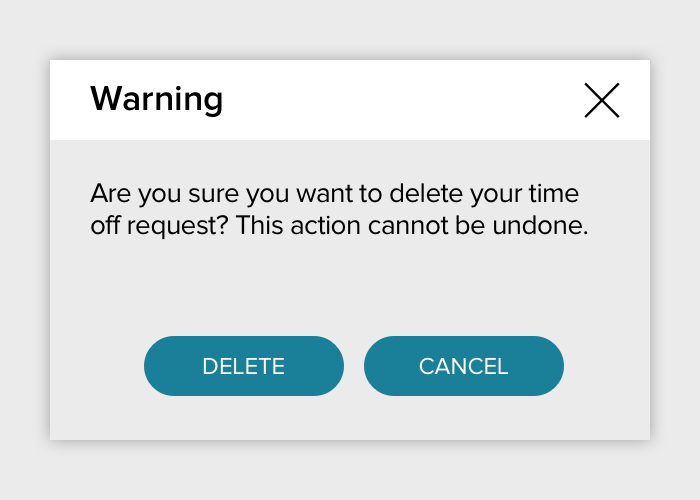 Warning
Are you sure you want to delete your time
off request? This action cannot be undone.
DELETE
CANCEL